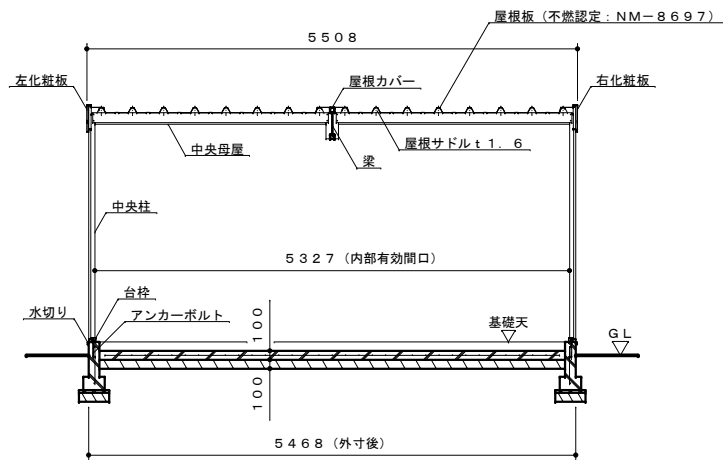 屋根板（不燃認定：NM－8697）
5508
左化粧板
屋根カバー
右化粧板
中央母屋
屋根サドルｔ1．6
梁
中央柱
5327（内部有効間口）
台枠
水切り
アンカーボルト
100
基礎天
GL
100
5468（外寸後）